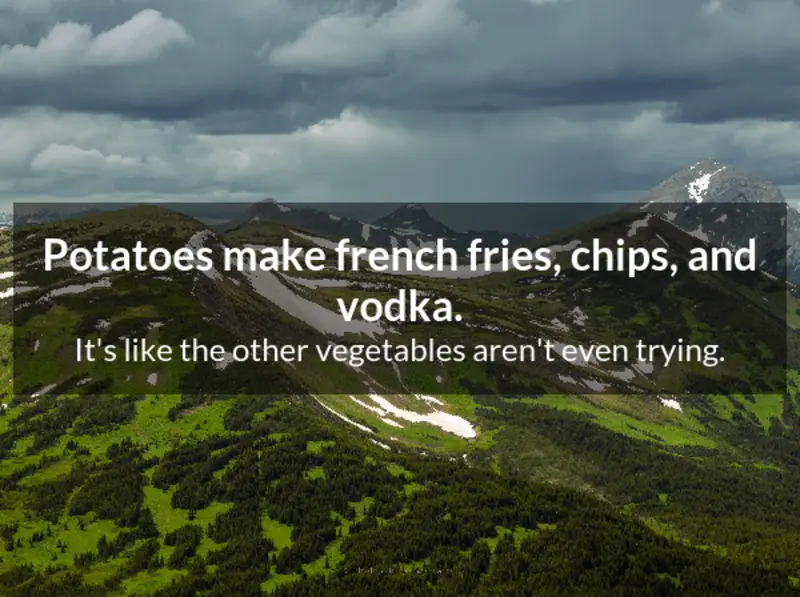 Potatoes make french fries, chips, and
vodka.
It's like the other vegetables aren't even trying.